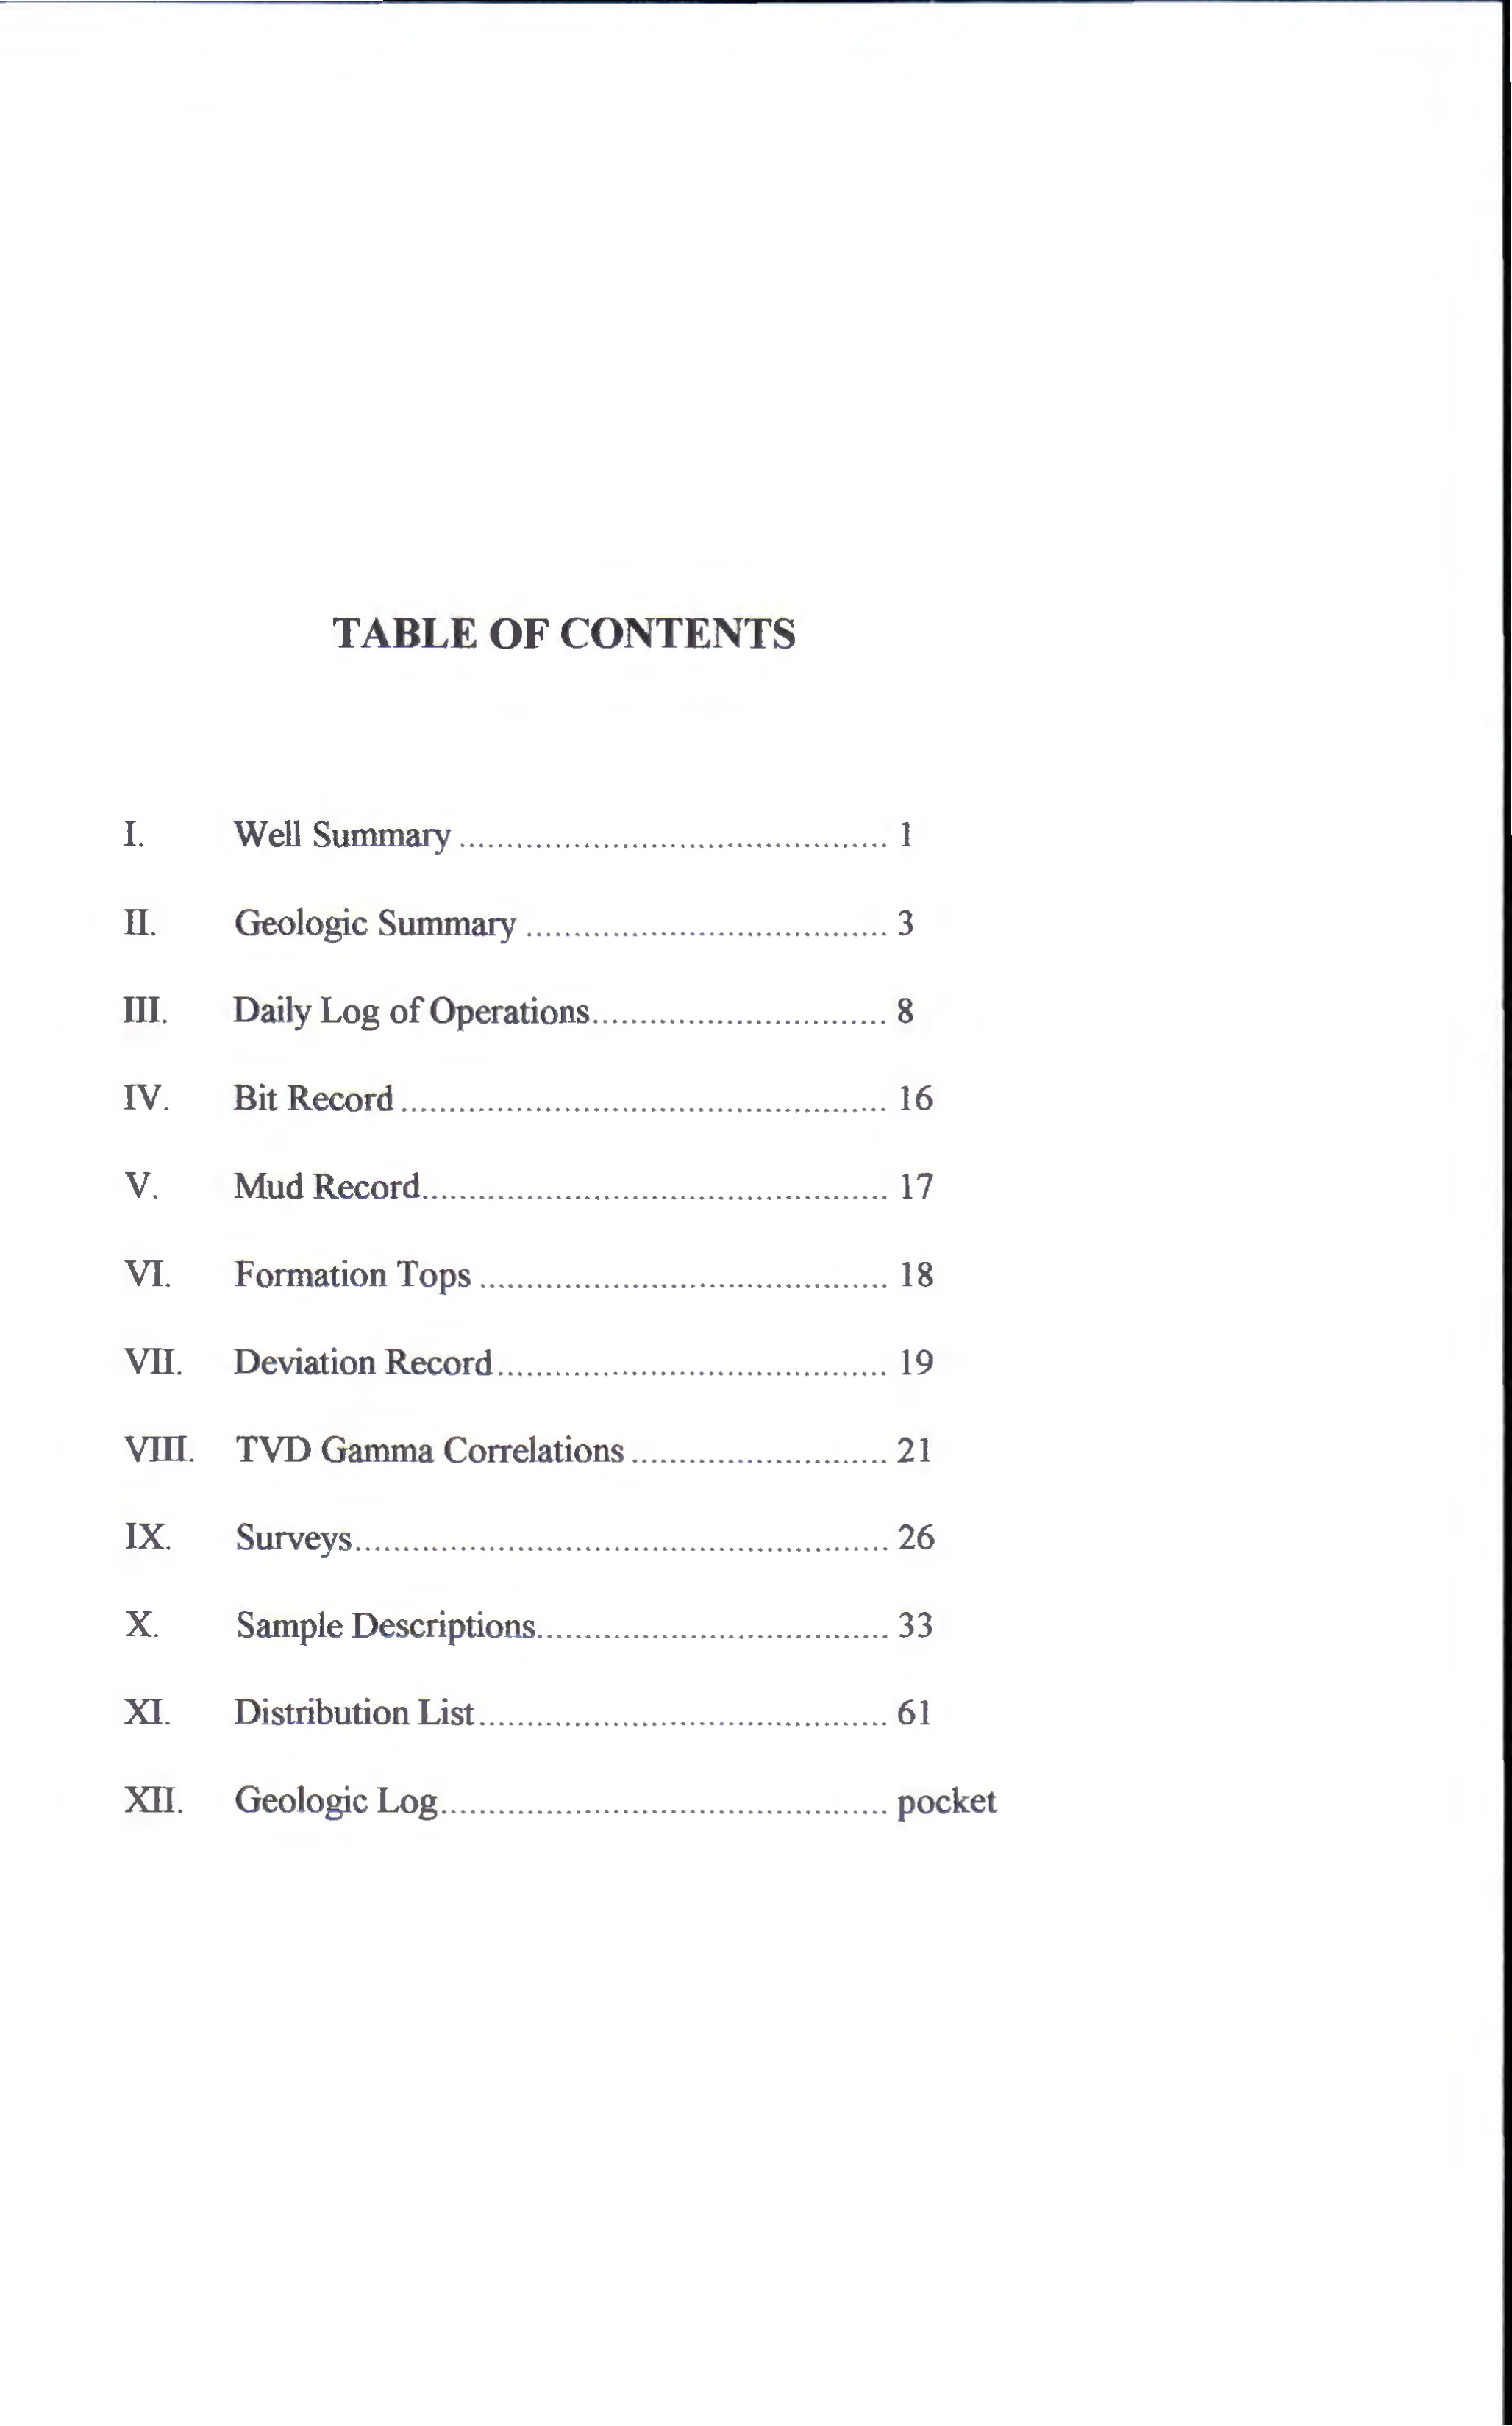 TABLE OF CONTENTS
I. Well Summary ............................................ 1
II. Geologic Summary ..................................... 3
III. Daily Log of Operations.............................. 8
IV. Bit Record .................................................. 16
V. Mud Record................................................ 17
VI. Formation Tops .......................................... 18
VII. Deviation Record........................................ 19
VIII. TVD Gamma Correlations .......................... 21
IX. Surveys....................................................... 26
X. Sample Descriptions.................................... 33
XI. Distribution List.......................................... 61
XII. Geologic Log.............................................. pocket